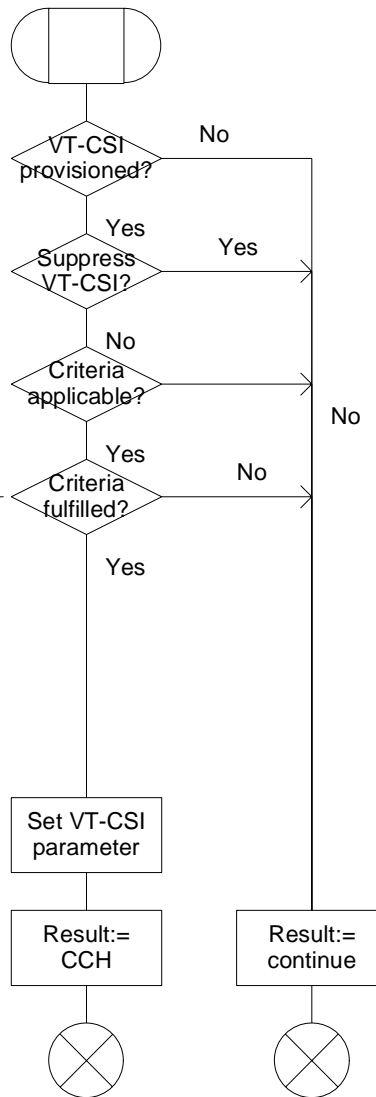 VT-CSI
provisioned?
No
Yes
Suppress
VT-CSI?
Yes
No
Criteria
applicable?
No
Yes
Criteria
fulfilled?
No
Yes
Set VT-CSI
parameter
Result:=
CCH
Result:=
continue